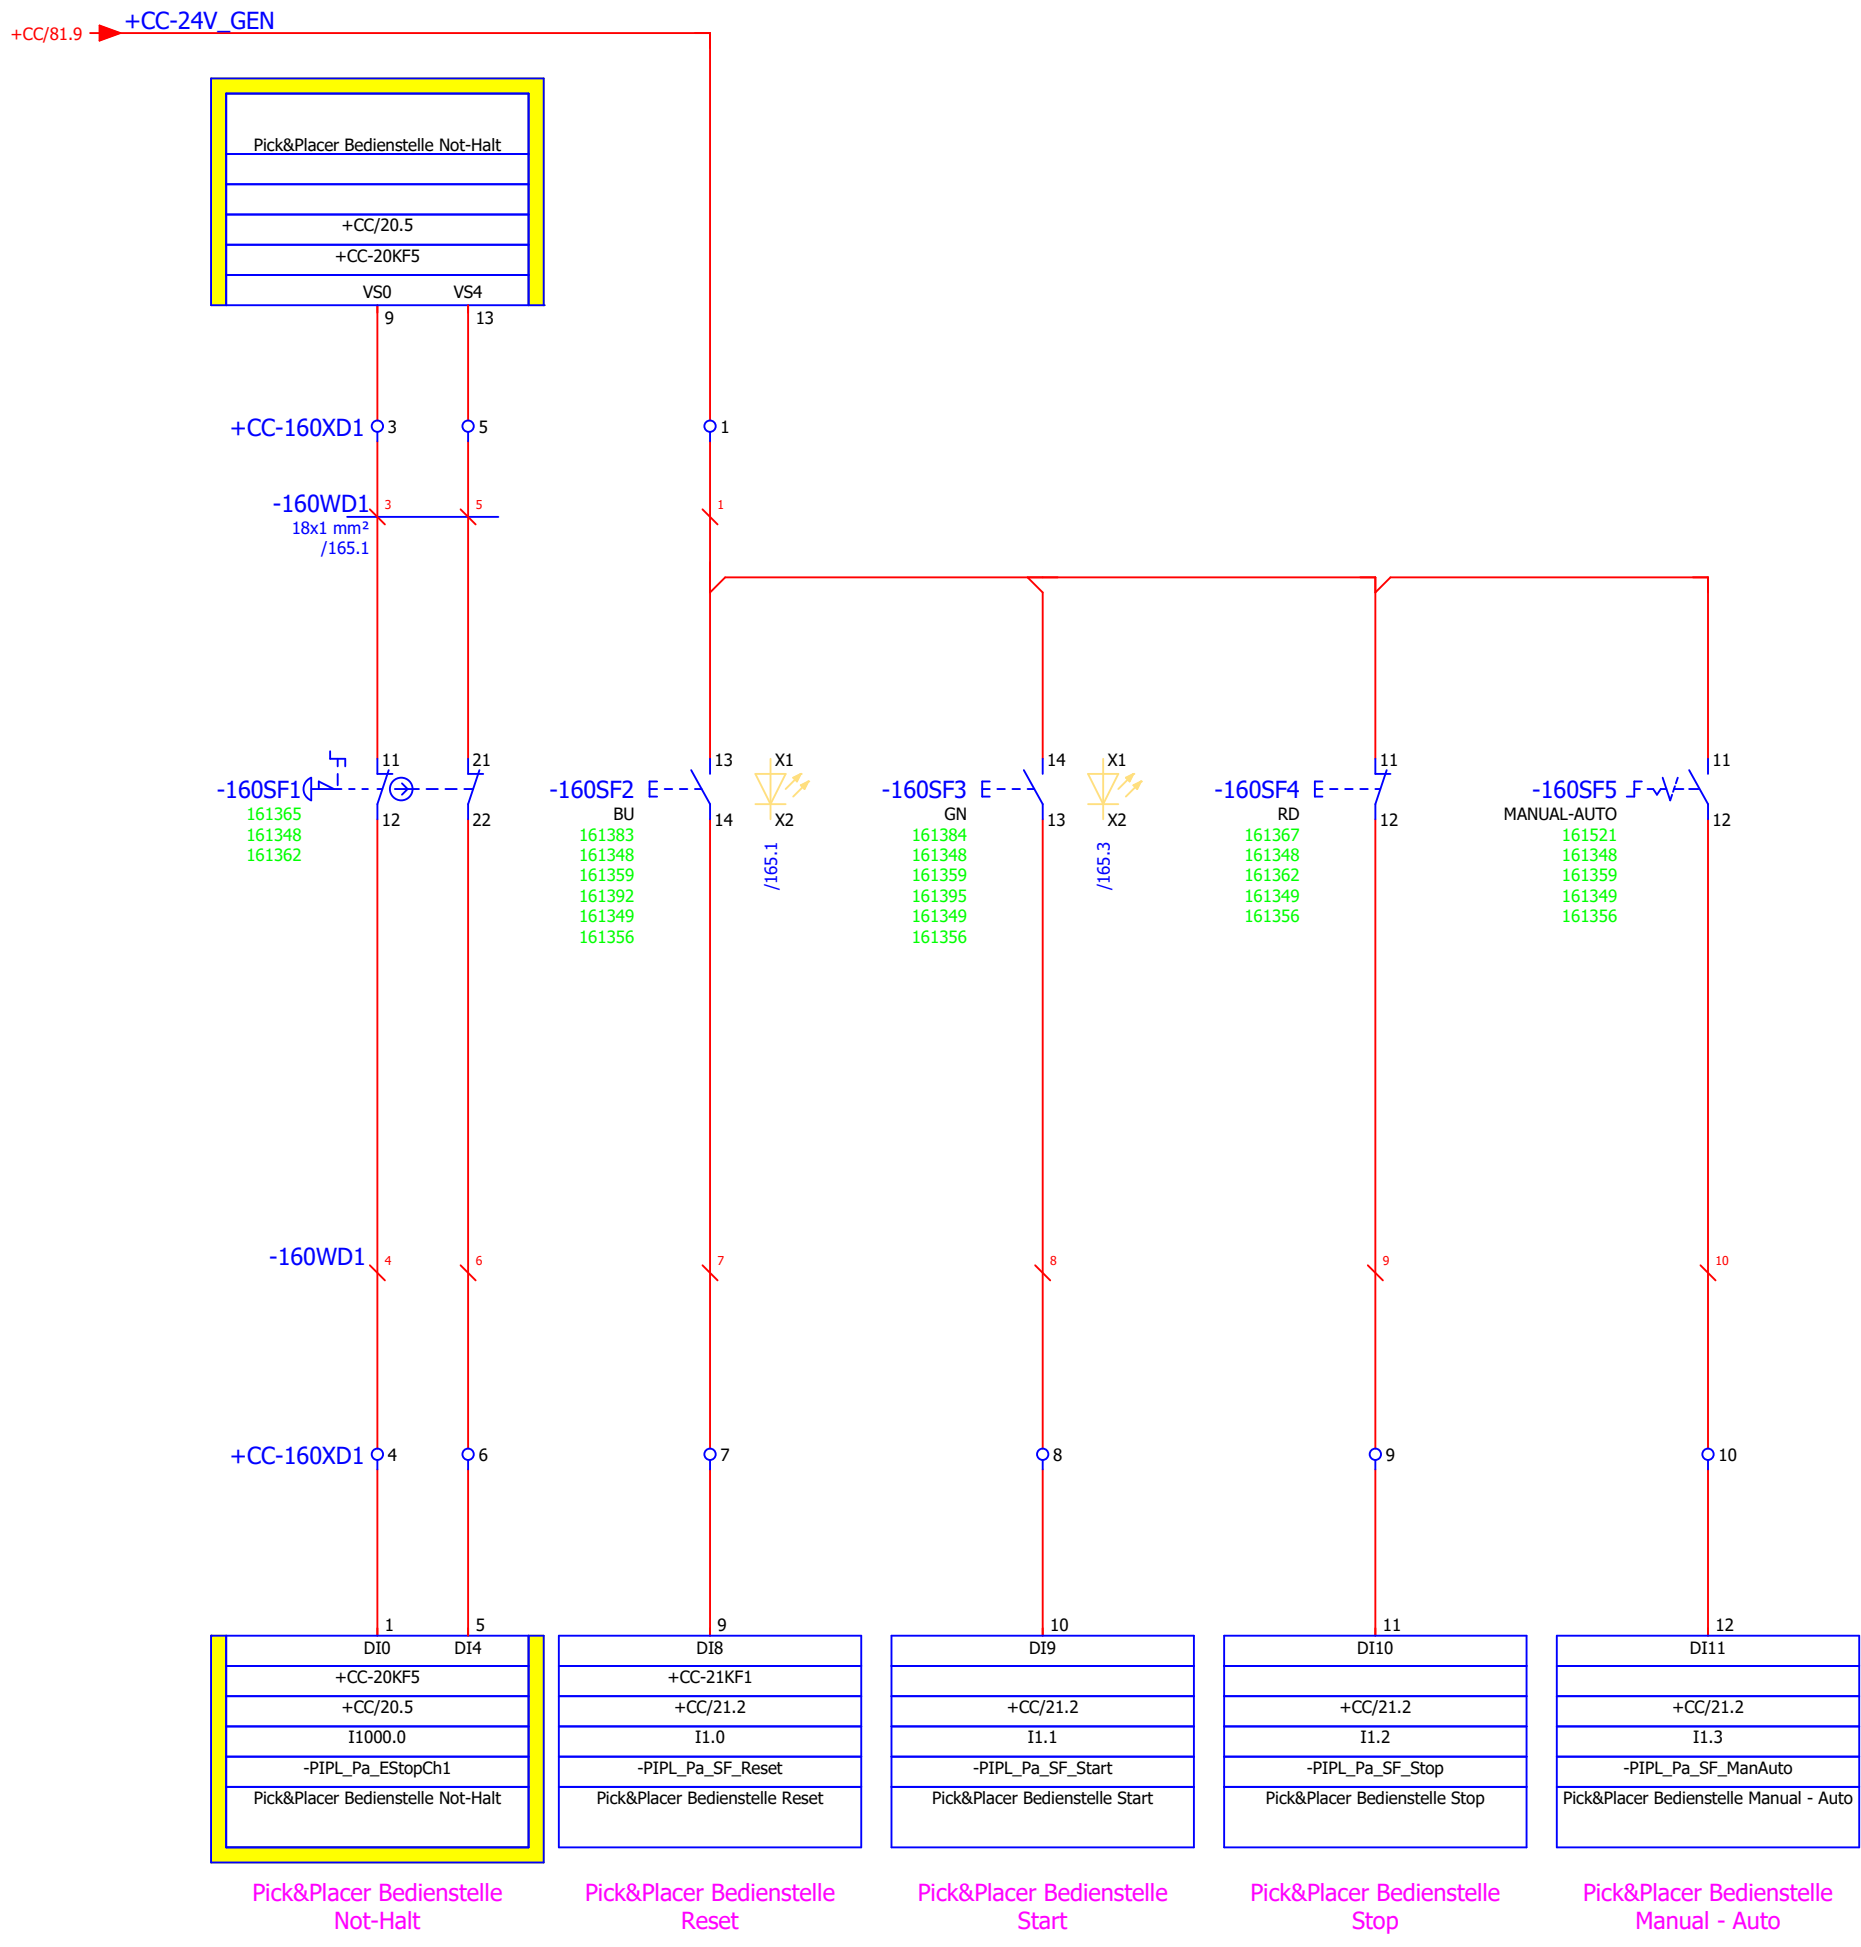 +CC/81.9
+CC-24V_GEN
Pick&Placer Bedienstelle Not-Halt
+CC/20.5
+CC-20KF5
VS0 VS4
9 13
+CC-160XD1 3 5 1
-160WD1 3 5 1
18x1 mm²
/165.1
11 21 13 X1 14 X1 11 11
-160SF1 -160SF2 -160SF3 -160SF4 -160SF5
BU GN RD MANUAL-AUTO
12 22 14 X2 13 X2 12 12
161365 161383 161384 161367 161521
161348 161348 161348 161348 161348
161362 161359 161359 161362 161359
161392 161395 161349 161349
161349 161349 161356 161356
161356 161356
/165.1 /165.3
-160WD1 4 6 7 8 9 10
+CC-160XD1 4 6 7 8 9 10
1 5 9 10 11 12
DI0 DI4 DI8 DI9 DI10 DI11
+CC-20KF5 +CC-21KF1
+CC/20.5 +CC/21.2 +CC/21.2 +CC/21.2 +CC/21.2
I1000.0 I1.0 I1.1 I1.2 I1.3
-PIPL_Pa_EStopCh1 -PIPL_Pa_SF_Reset -PIPL_Pa_SF_Start -PIPL_Pa_SF_Stop -PIPL_Pa_SF_ManAuto
Pick&Placer Bedienstelle Not-Halt Pick&Placer Bedienstelle Reset Pick&Placer Bedienstelle Start Pick&Placer Bedienstelle Stop Pick&Placer Bedienstelle Manual - Auto
Pick&Placer Bedienstelle Pick&Placer Bedienstelle Pick&Placer Bedienstelle Pick&Placer Bedienstelle Pick&Placer Bedienstelle
Not-Halt Reset Start Stop Manual - Auto